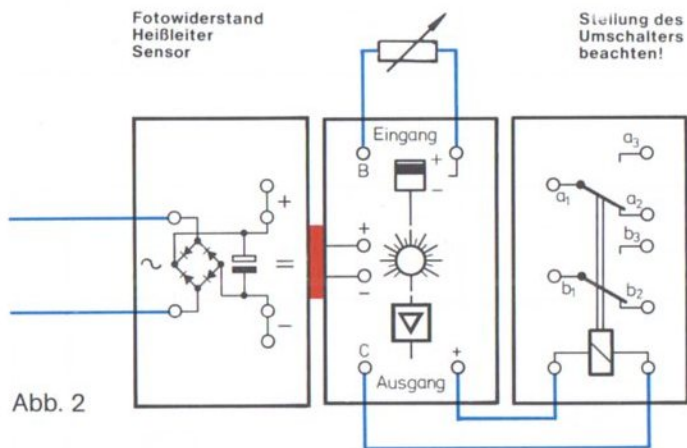 Fotowiderstand
Heißleiter
Sensor
Stellung des
Umschalters
beachten!
Eingang
B
+
−
a₃
a₁
a₂
b₃
b₁
b₂
+
−
~
=
+
−
C
+
Ausgang
Abb. 2